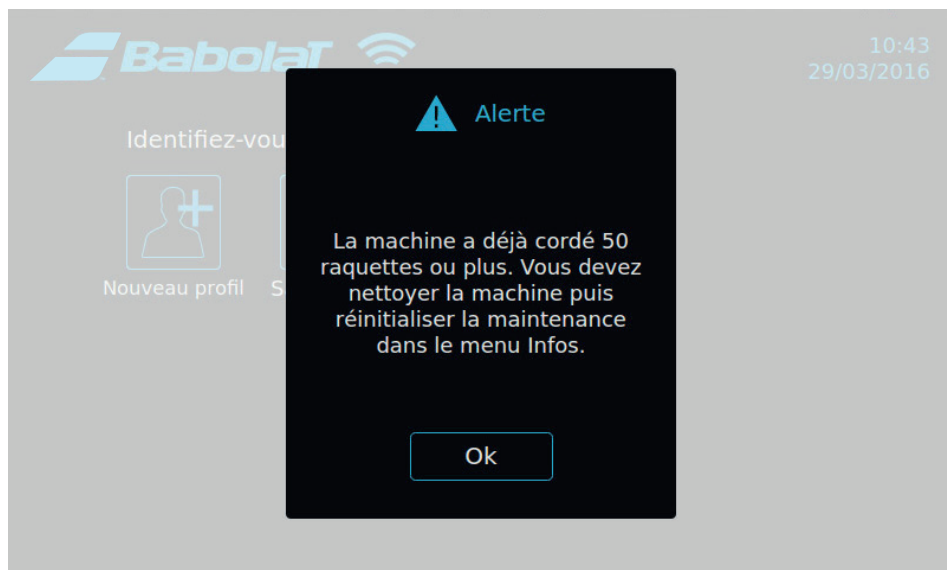 Babolat
10:43
29/03/2016
Identifiez-vou
Nouveau profil
Alerte
La machine a déjà cordé 50
raquettes ou plus. Vous devez
nettoyer la machine puis
réinitialiser la maintenance
dans le menu Infos.
Ok